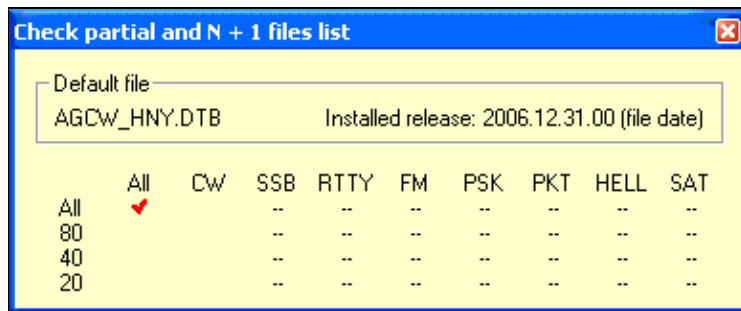 Check partial and N + 1 files list
Default file
AGCW_HNY.DTB Installed release: 2006.12.31.00 (file date)
All CW SSB RTTY FM PSK PKT HELL SAT
All -- -- -- -- -- -- --
80 -- -- -- -- -- -- --
40 -- -- -- -- -- -- --
20 -- -- -- -- -- -- --